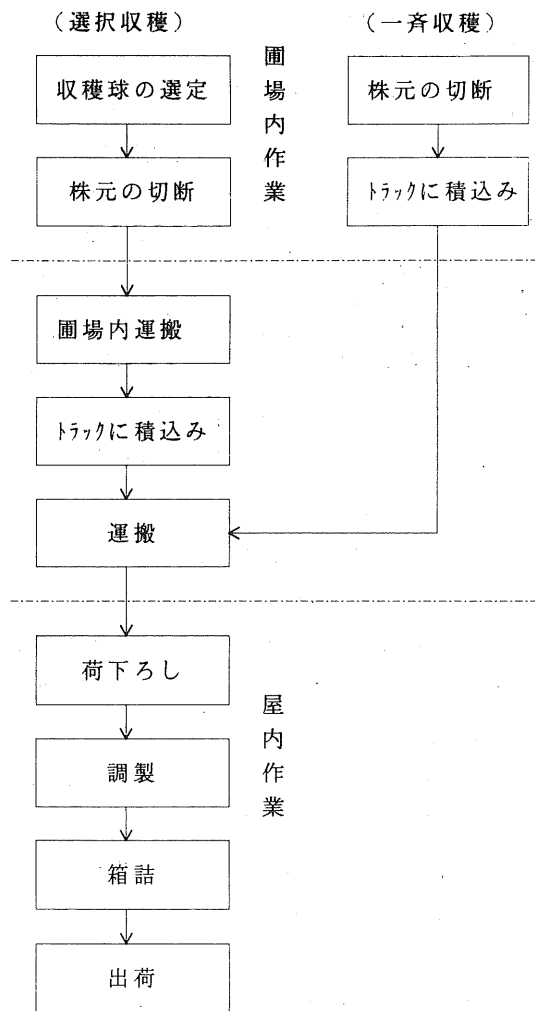 （選択収穫）
（一斉収穫）
圃場内作業
収穫球の選定
株元の切断
株元の切断
ﾄﾗｯｸに積込み
圃場内運搬
ﾄﾗｯｸに積込み
運搬
荷下ろし
屋内作業
調製
箱詰
出荷